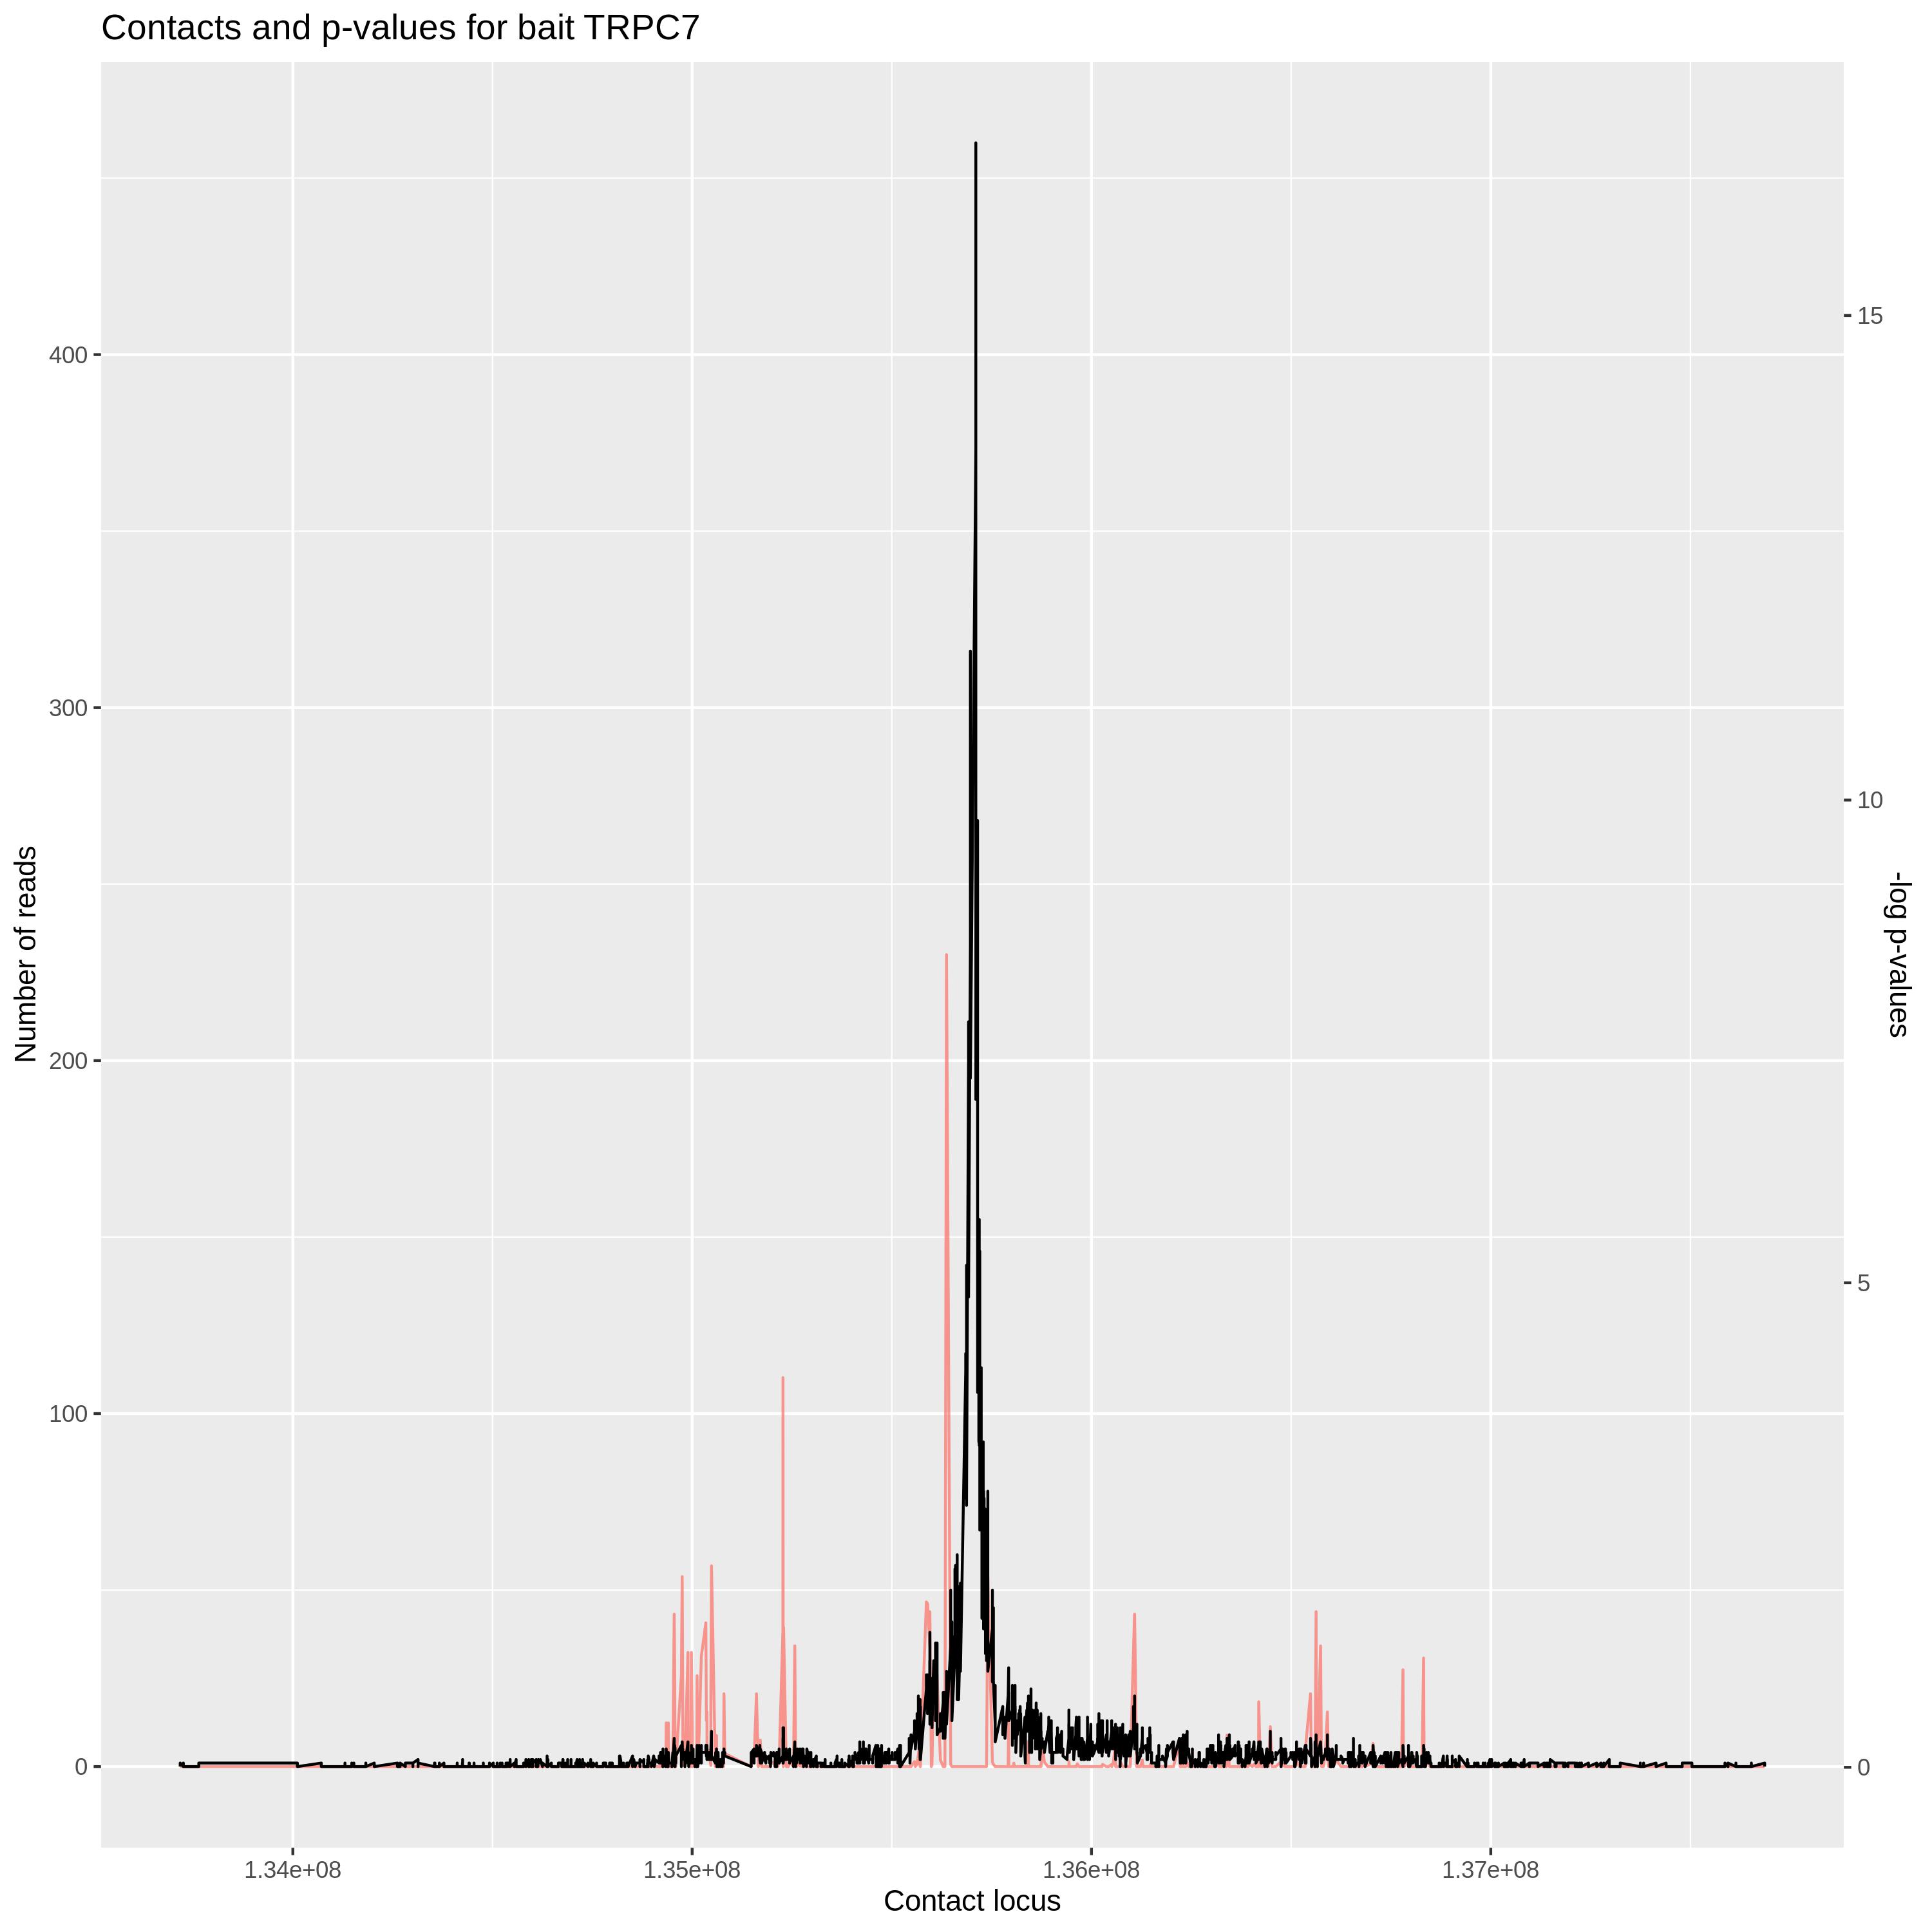 Contacts and p-values for bait TRPC7
400
300
200
100
0
Number of reads
15
10
5
0
-log p-values
1.34e+08
1.35e+08
1.36e+08
1.37e+08
Contact locus